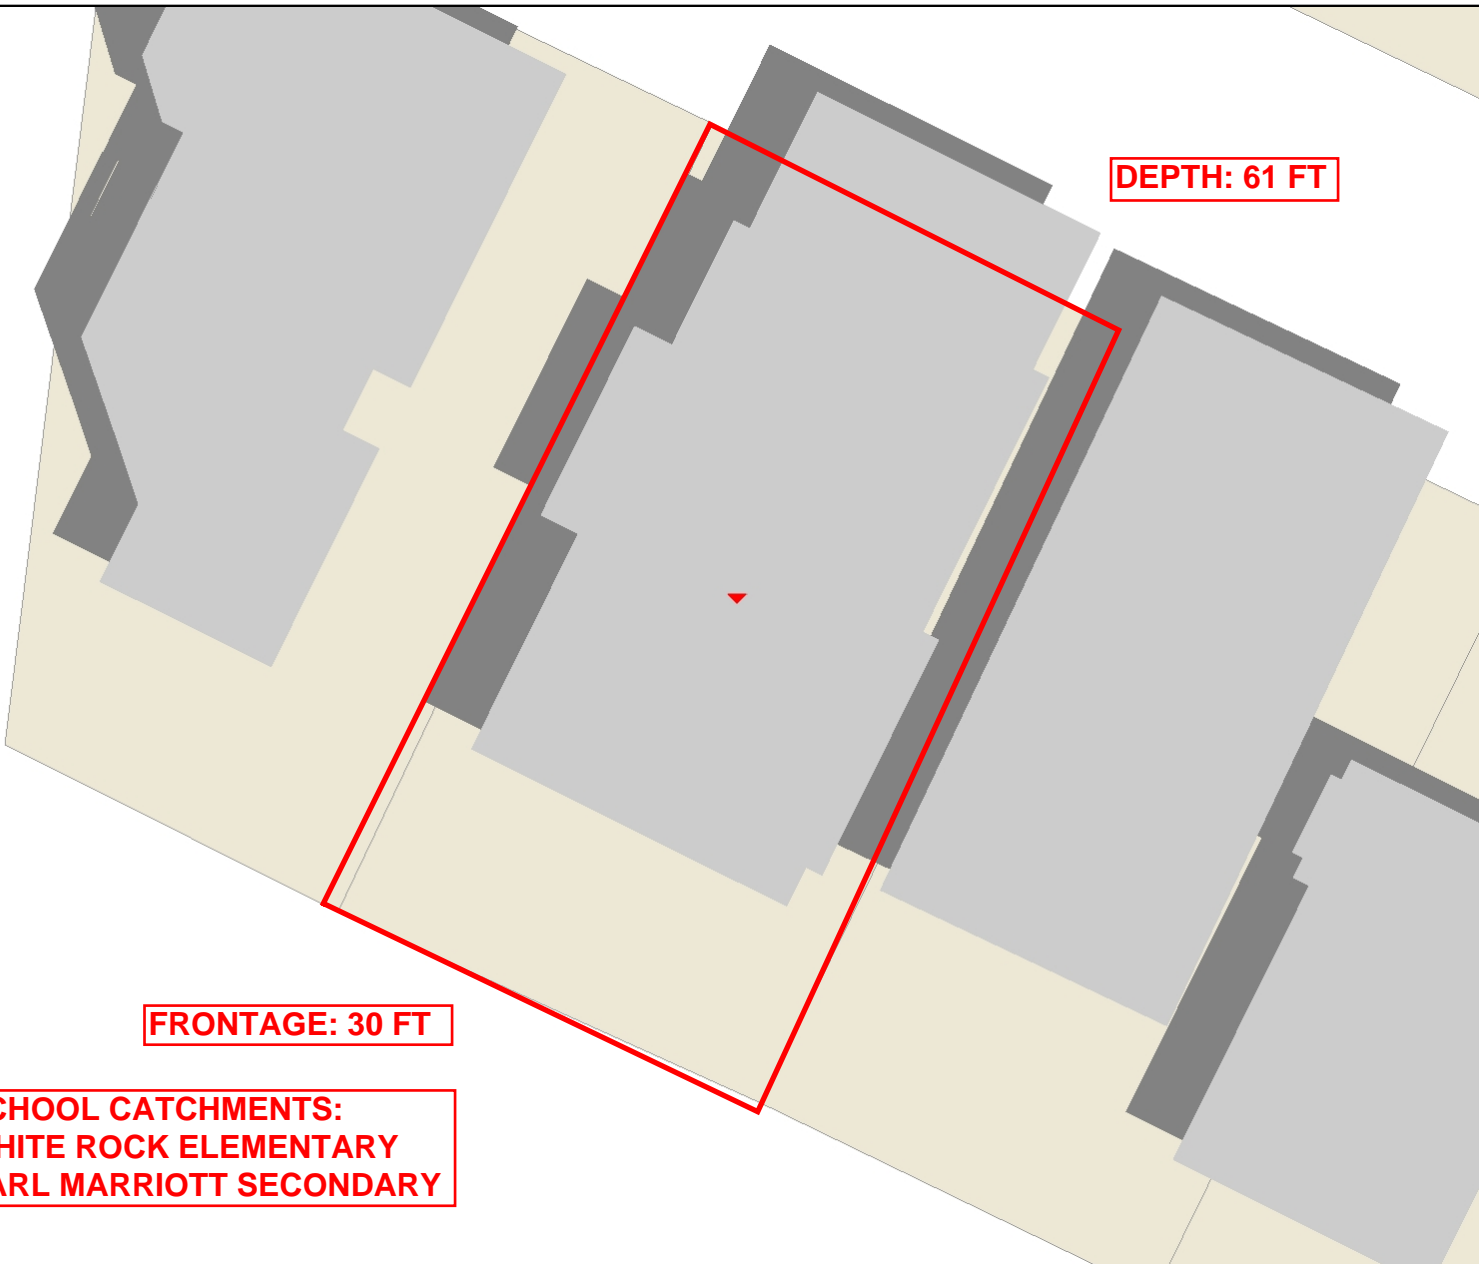 DEPTH: 61 FT
FRONTAGE: 30 FT
CHOOL CATCHMENTS:
HITE ROCK ELEMENTARY
ARL MARRIOTT SECONDARY